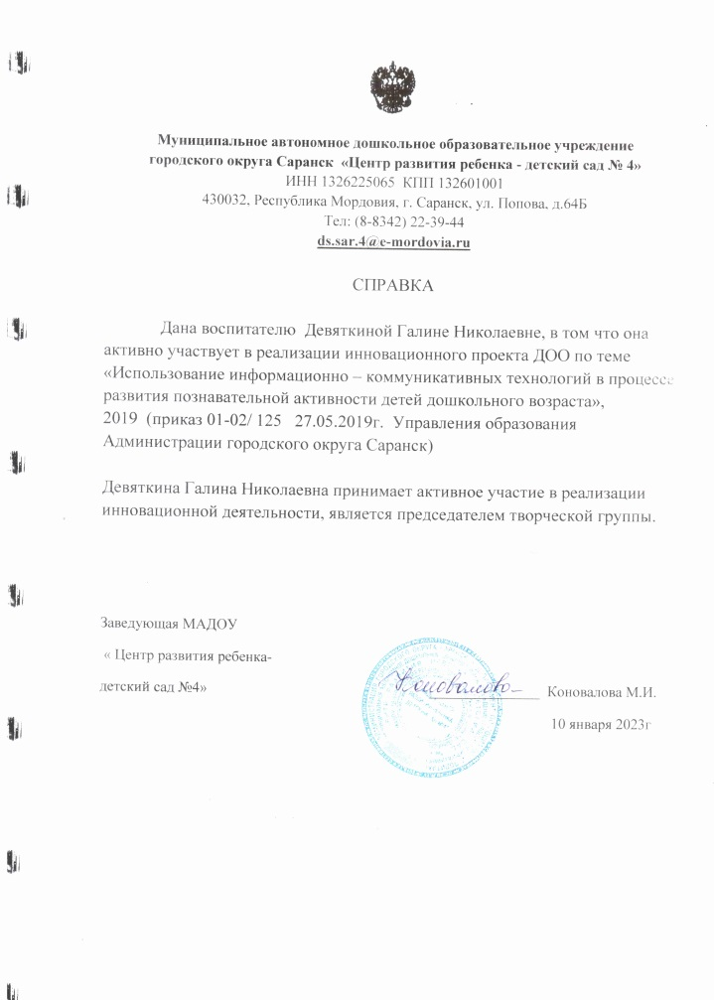 Муниципальное автономное дошкольное образовательное учреждение
городского округа Саранск «Центр развития ребенка - детский сад № 4»
ИНН 1326225065 КПП 132601001
430032, Республика Мордовия, г. Саранск, ул. Попова, д.64Б
Тел: (8-8342) 22-39-44
ds.sar.4@e-mordovia.ru
СПРАВКА
Дана воспитателю Девяткиной Галине Николаевне, в том что она
активно участвует в реализации инновационного проекта ДОО по теме
«Использование информационно – коммуникативных технологий в процессе
развития познавательной активности детей дошкольного возраста»,
2019 (приказ 01-02/ 125 27.05.2019г. Управления образования
Администрации городского округа Саранск)
Девяткина Галина Николаевна принимает активное участие в реализации
инновационной деятельности, является председателем творческой группы.
Заведующая МАДОУ
« Центр развития ребенка-
детский сад №4»
Коновалова
Коновалова М.И.
10 января 2023г